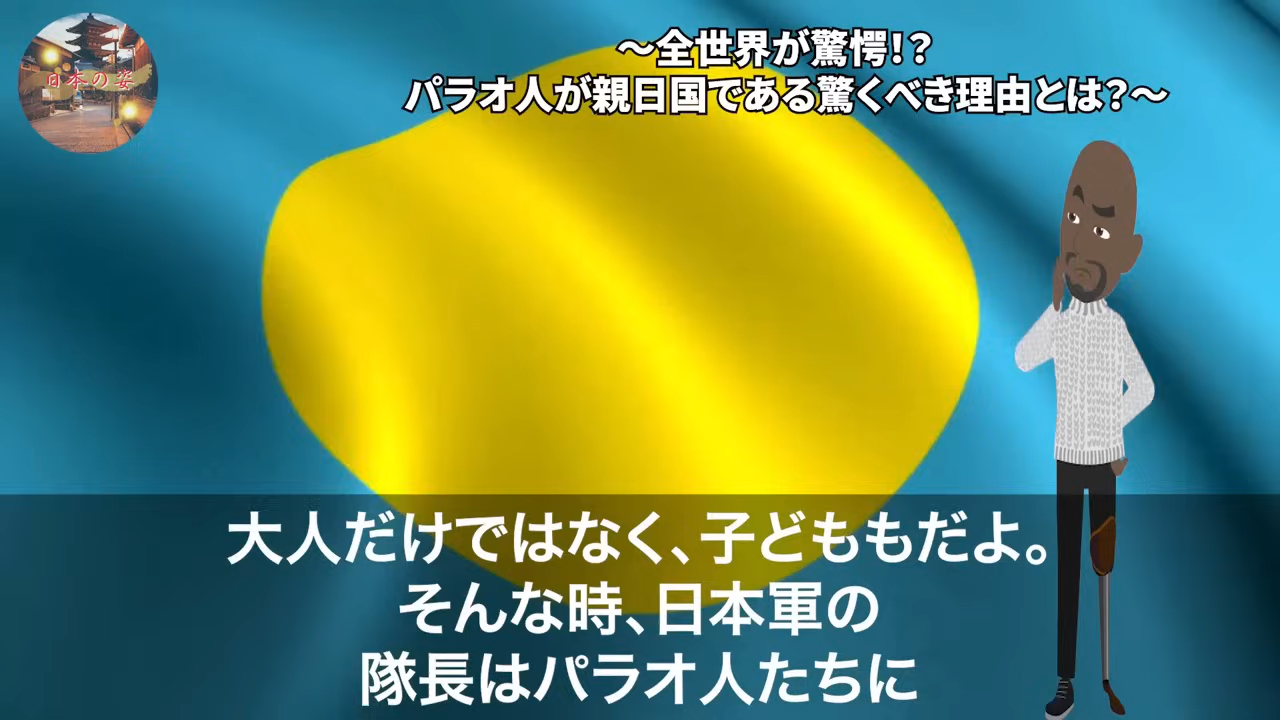 日本の姿
～全世界が驚愕!?
パラオ人が親日国である驚くべき理由とは?～
大人だけではなく、子どももだよ。
そんな時、日本軍の
隊長はパラオ人たちに